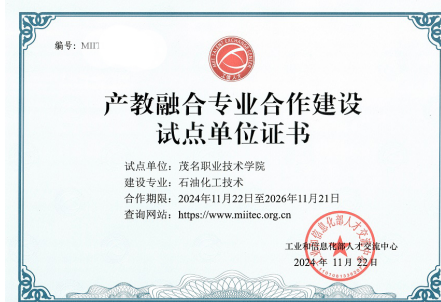 编号：MIIT
产教融合专业合作建设
试点单位证书
试点单位：茂名职业技术学院
建设专业：石油化工技术
合作期限：2024年11月22日至2026年11月21日
查询网站：https://www.miitec.org.cn
工业和信息化部人才交流中心
2024年 11月 22日